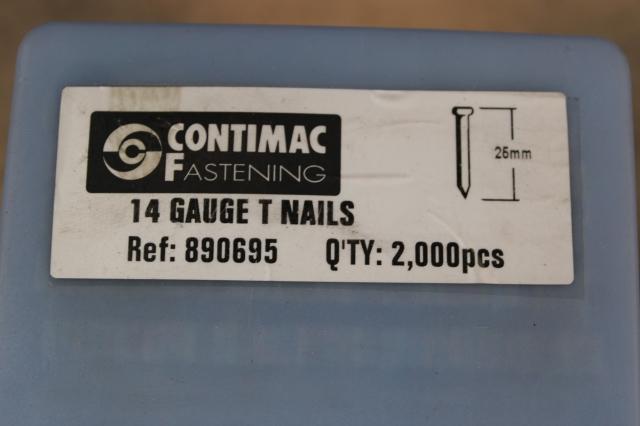 CONTIMAC
FASTENING
25mm
14 GAUGE T NAILS
Ref: 890695 Q'TY: 2,000pcs